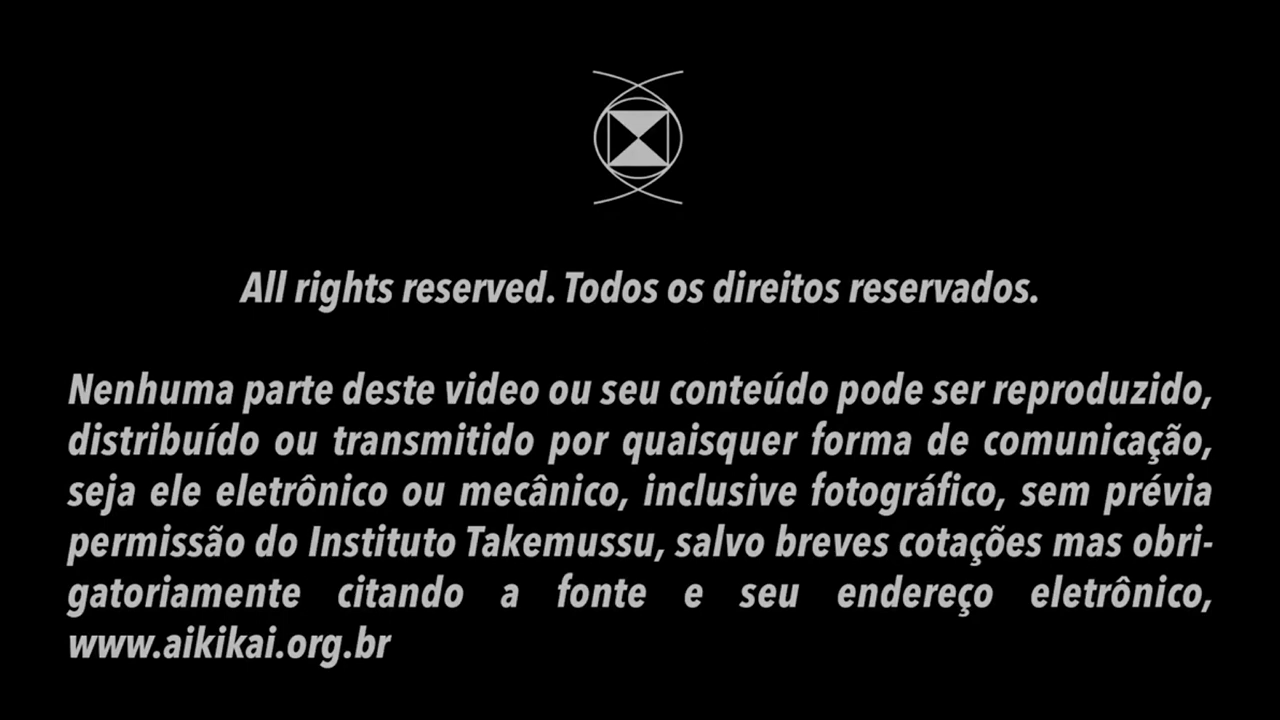 All rights reserved. Todos os direitos reservados.
Nenhuma parte deste video ou seu conteúdo pode ser reproduzido,
distribuído ou transmitido por quaisquer forma de comunicação,
seja ele eletrônico ou mecânico, inclusive fotográfico, sem prévia
permissão do Instituto Takemussu, salvo breves cotações mas obri-
gatoriamente citando a fonte e seu endereço eletrônico,
www.aikikai.org.br